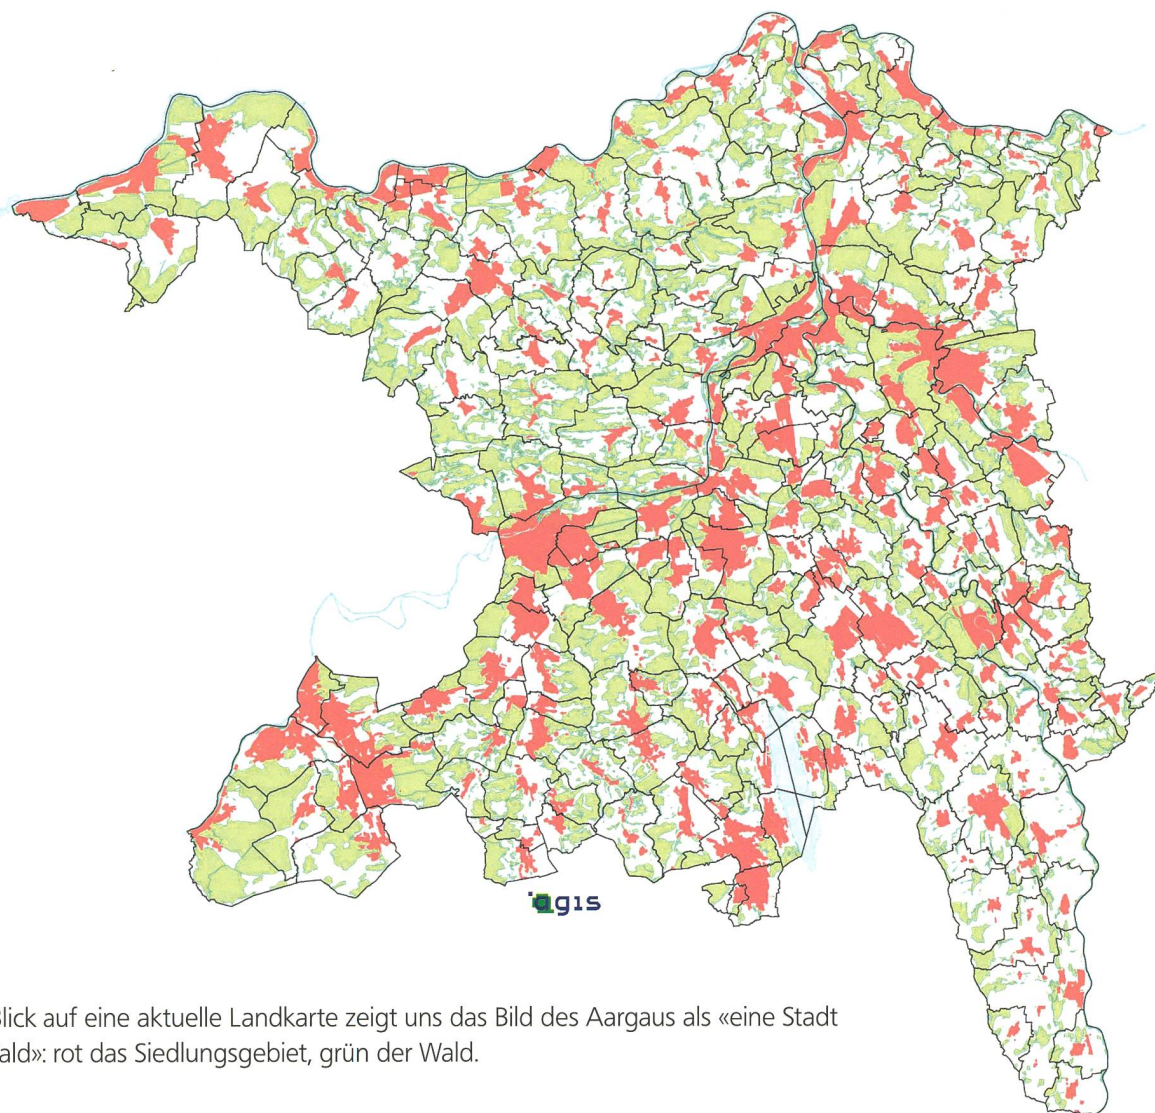 agis
Blick auf eine aktuelle Landkarte zeigt uns das Bild des Aargaus als «eine Stadt
ald»: rot das Siedlungsgebiet, grün der Wald.